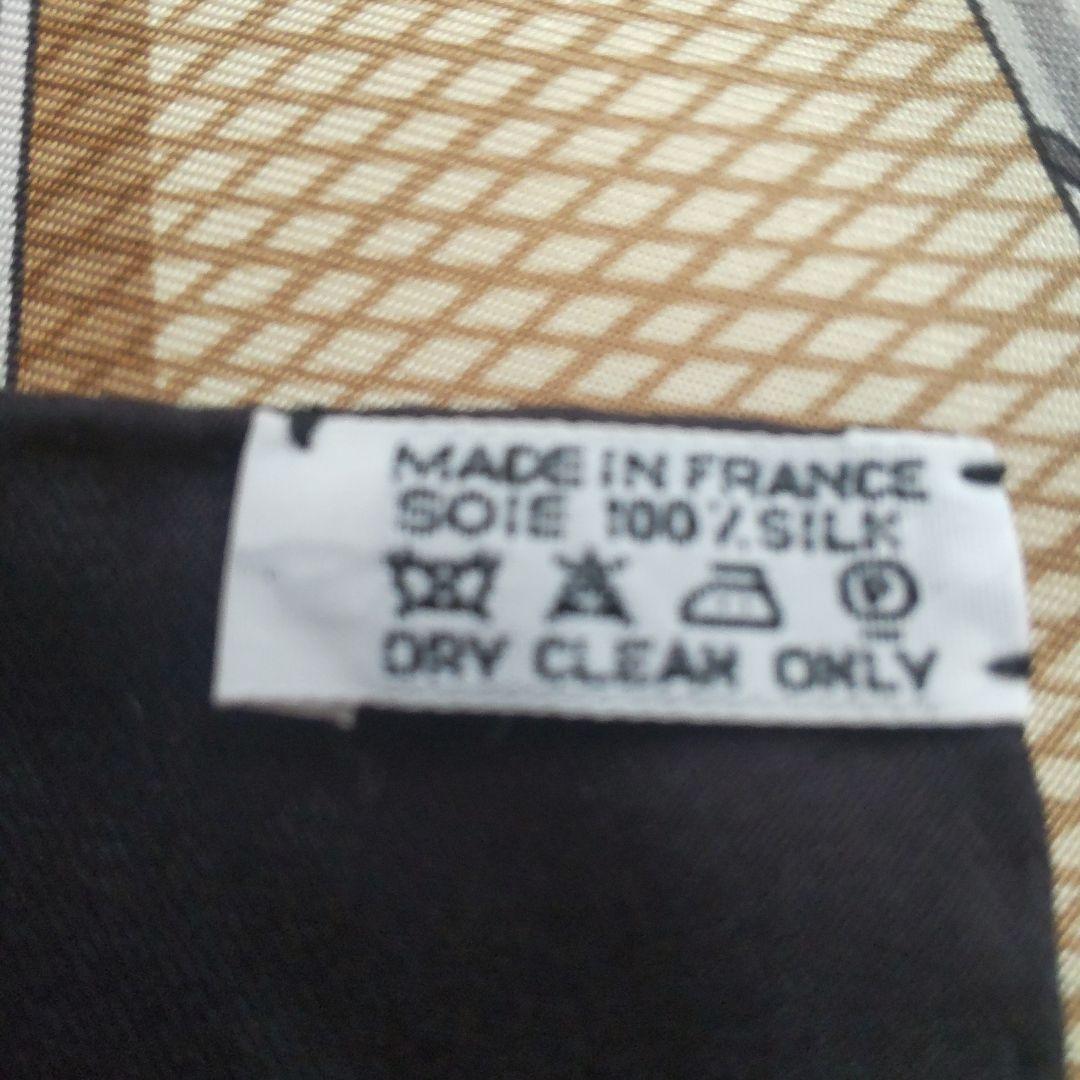 MADE IN FRANCE
SOIE 100% SILK
P
DRY CLEAN ONLY